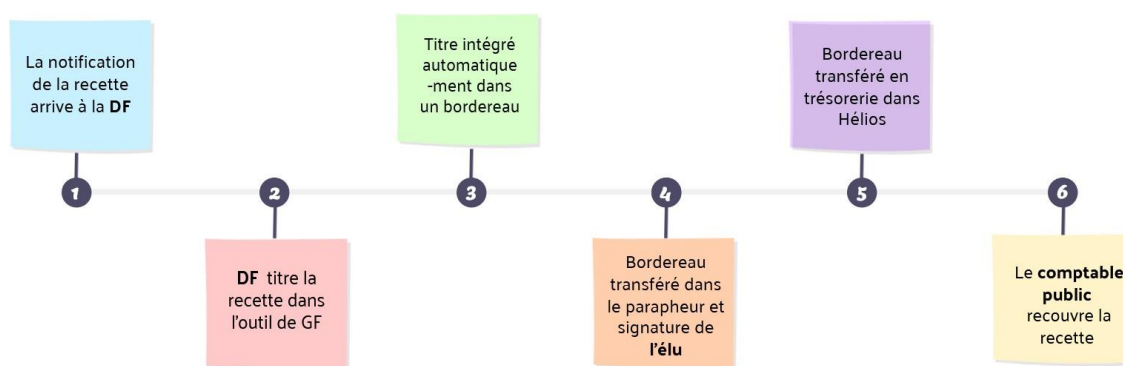 La notification
de la recette
arrive à la DF
1
2
DF titre la
recette dans
l'outil de GF
Titre intégré
automatique
-ment dans
un bordereau
3
4
Bordereau
transféré dans
le parapheur et
signature de
l'élu
Bordereau
transféré en
trésorerie dans
Hélios
5
6
Le comptable
public
recouvre la
recette